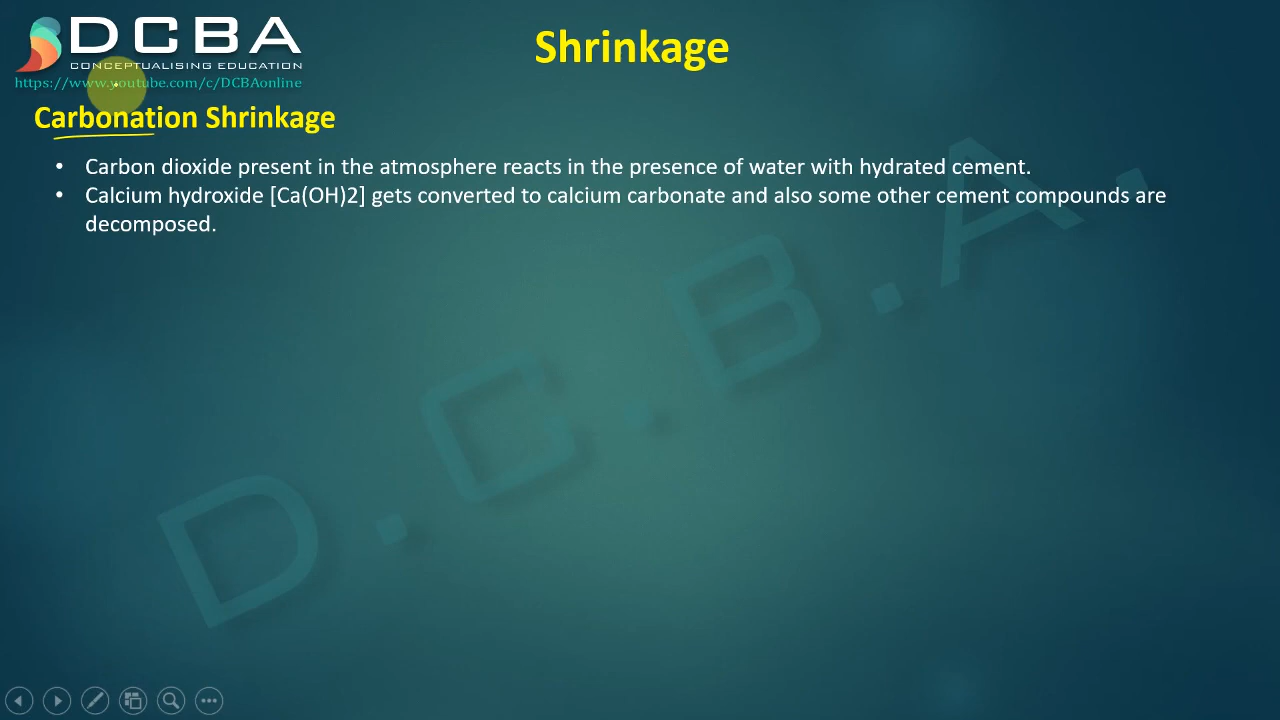 DCBA
CONCEPTUALISING EDUCATION
https://www.youtube.com/c/DCBAonline
Shrinkage
Carbonation Shrinkage
• Carbon dioxide present in the atmosphere reacts in the presence of water with hydrated cement.
• Calcium hydroxide [Ca(OH)2] gets converted to calcium carbonate and also some other cement compounds are
decomposed.
D.C.B.A.